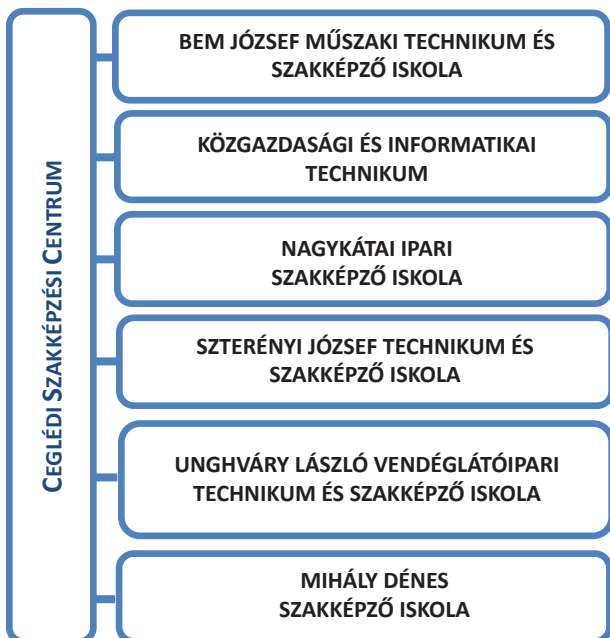 CEGLÉDI SZAKKÉPZÉSI CENTRUM
BEM JÓZSEF MŰSZAKI TECHNIKUM ÉS
SZAKKÉPZŐ ISKOLA
KÖZGAZDASÁGI ÉS INFORMATIKAI
TECHNIKUM
NAGYKÁTAI IPARI
SZAKKÉPZŐ ISKOLA
SZTERÉNYI JÓZSEF TECHNIKUM ÉS
SZAKKÉPZŐ ISKOLA
UNGHVÁRY LÁSZLÓ VENDÉGLÁTÓIPARI
TECHNIKUM ÉS SZAKKÉPZŐ ISKOLA
MIHÁLY DÉNES
SZAKKÉPZŐ ISKOLA